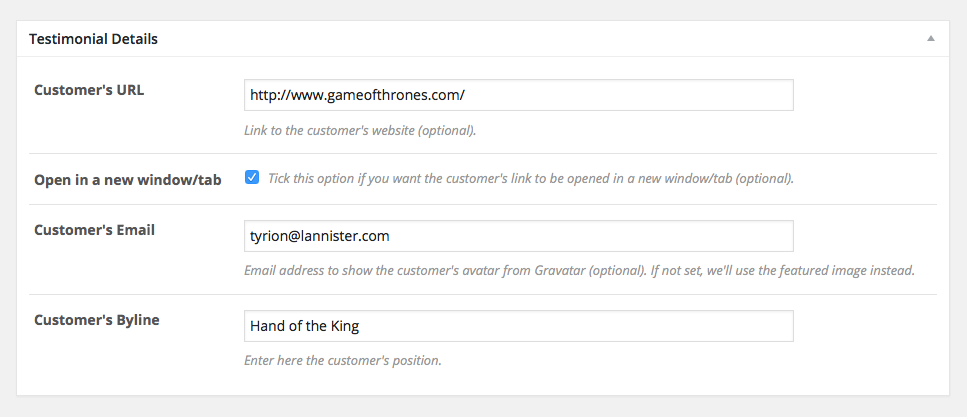 Testimonial Details
Customer's URL
http://www.gameofthrones.com/
Link to the customer's website (optional).
Open in a new window/tab
Tick this option if you want the customer's link to be opened in a new window/tab (optional).
Customer's Email
tyrion@lannister.com
Email address to show the customer's avatar from Gravatar (optional). If not set, we'll use the featured image instead.
Customer's Byline
Hand of the King
Enter here the customer's position.